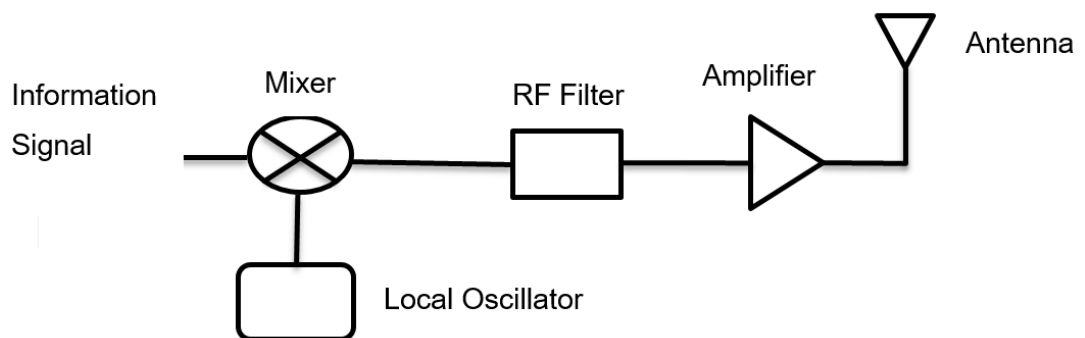 Antenna
Amplifier
Mixer
RF Filter
Information
Signal
Local Oscillator